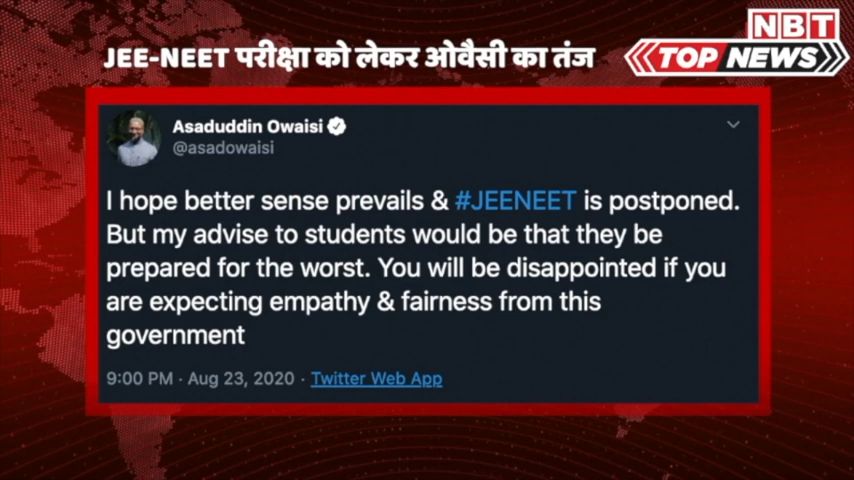 NBT
TOP NEWS
JEE-NEET परीक्षा को लेकर ओवैसी का तंज
Asaduddin Owaisi
@asadowaisi
I hope better sense prevails & #JEENEET is postponed.
But my advise to students would be that they be
prepared for the worst. You will be disappointed if you
are expecting empathy & fairness from this
government
9:00 PM · Aug 23, 2020 · Twitter Web App